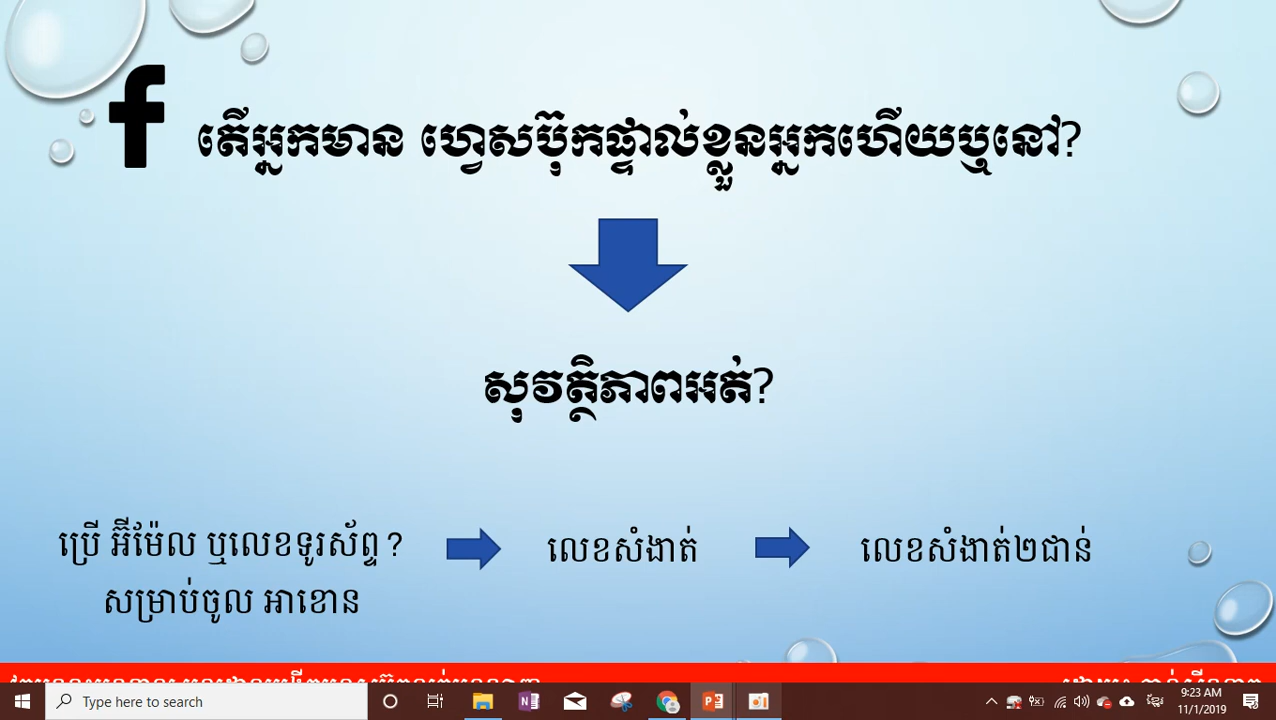 តើអ្នកមាន ហ្វេសប៊ុកផ្ទាល់ខ្លួនអ្នកហើយឬនៅ?
សុវត្ថិភាពអត់?
ប្រើ អ៊ីម៉ែល ឬលេខទូរស័ព្ទ ?
សម្រាប់ចូល អាខោន
លេខសំងាត់
លេខសំងាត់២ជាន់
Type here to search
9:23 AM
11/1/2019